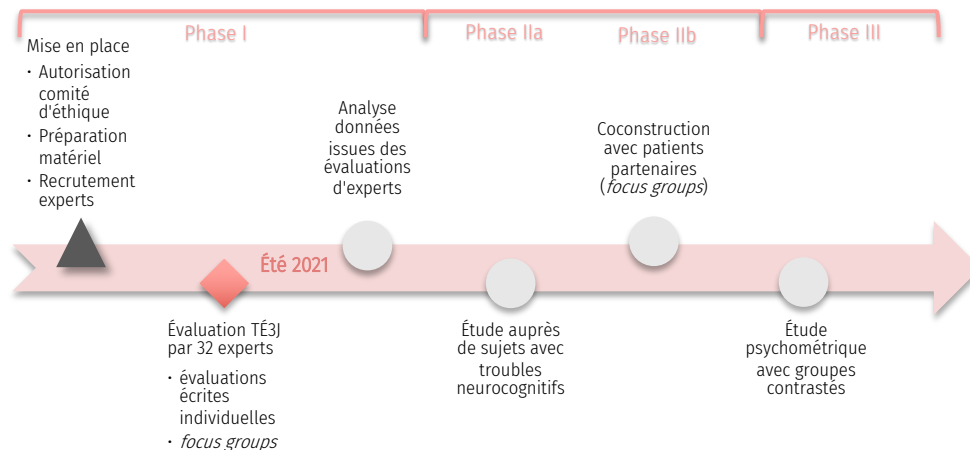 Phase I
Phase IIa
Phase IIb
Phase III
Mise en place
• Autorisation
comité
d'éthique
• Préparation
matériel
• Recrutement
experts
Analyse
données
issues des
évaluations
d'experts
Coconstruction
avec patients
partenaires
(focus groups)
Été 2021
Évaluation TÉ3J
par 32 experts
• évaluations
écrites
individuelles
• focus groups
Étude auprès
de sujets avec
troubles
neurocognitifs
Étude
psychométrique
avec groupes
contrastés